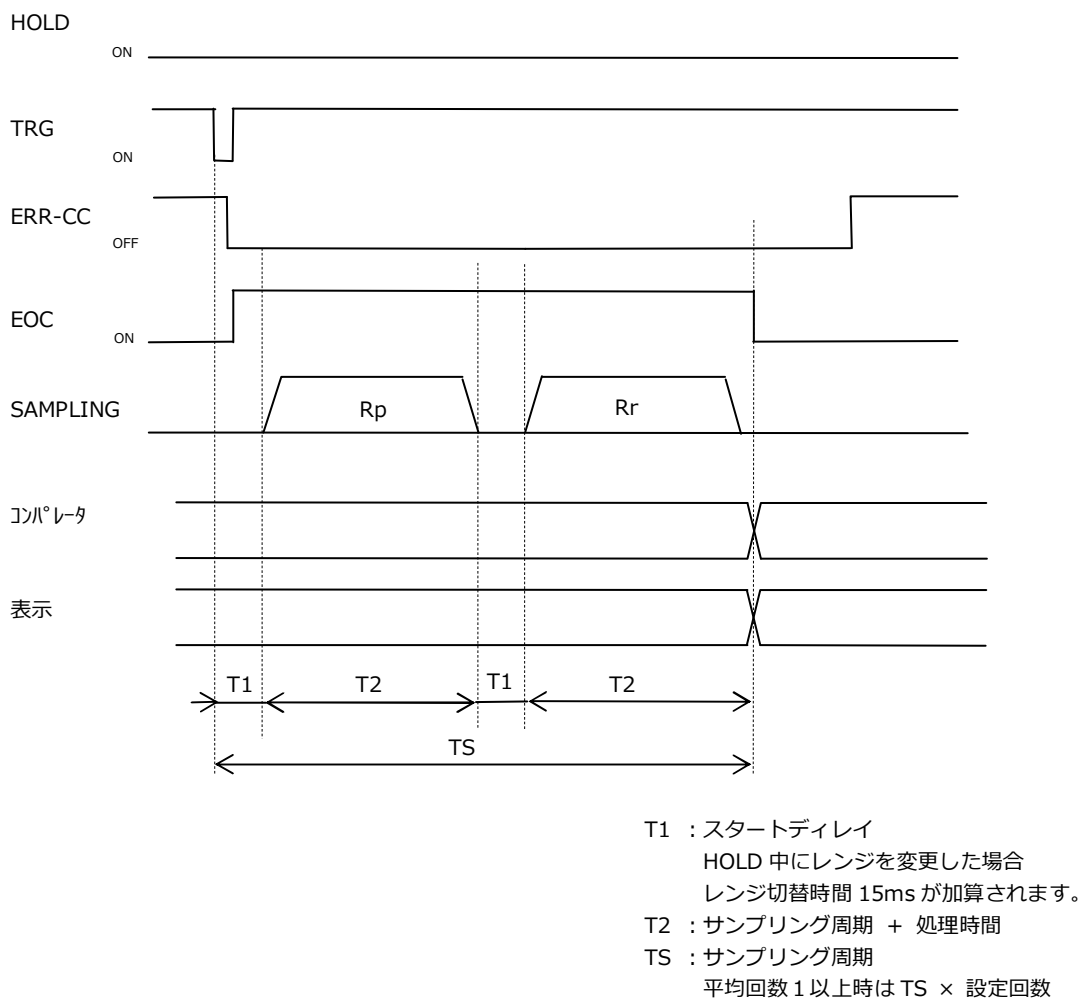 HOLD
ON
TRG
ON
ERR-CC
OFF
EOC
ON
SAMPLING
Rp
Rr
ｺﾝﾊﾟﾚｰﾀ
表示
T1
T2
T1
T2
TS
T1 ：スタートディレイ
HOLD 中にレンジを変更した場合
レンジ切替時間 15ms が加算されます。
T2 ：サンプリング周期 + 処理時間
TS ：サンプリング周期
平均回数１以上時は TS × 設定回数